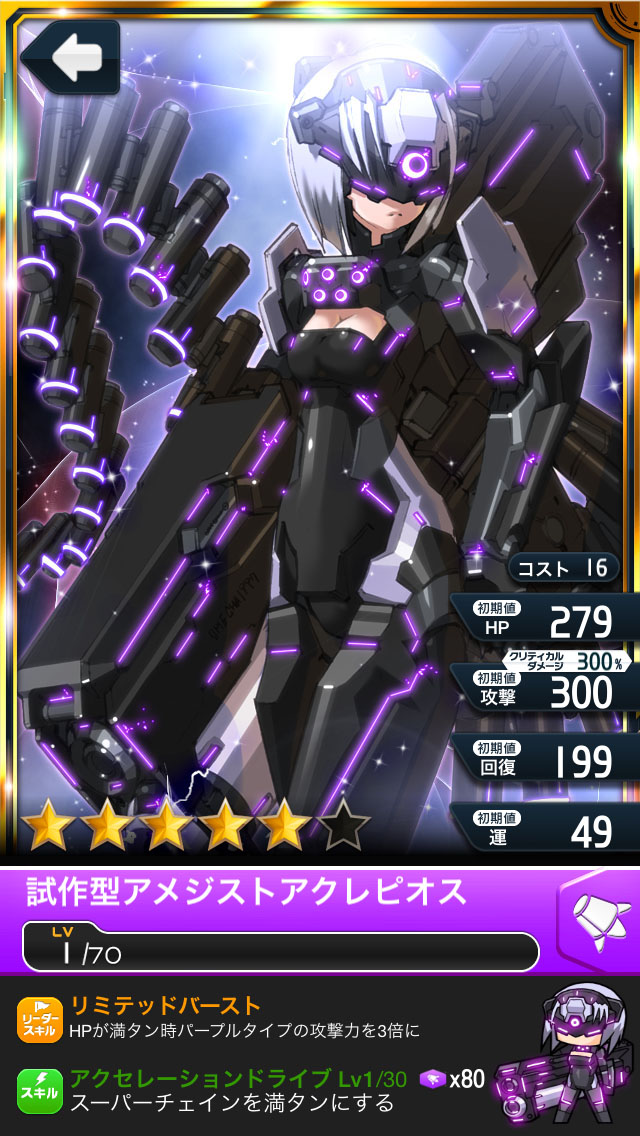 コスト 16
初期値
HP 279
クリティカル
ダメージ 300%
初期値
攻撃 300
初期値
回復 199
初期値
運 49
試作型アメジストアクレピオス
LV
1/70
リーダー
スキル
リミテッドバースト
HPが満タン時パープルタイプの攻撃力を3倍に
スキル
アクセレーションドライブ Lv1/30 x80
スーパーチェインを満タンにする